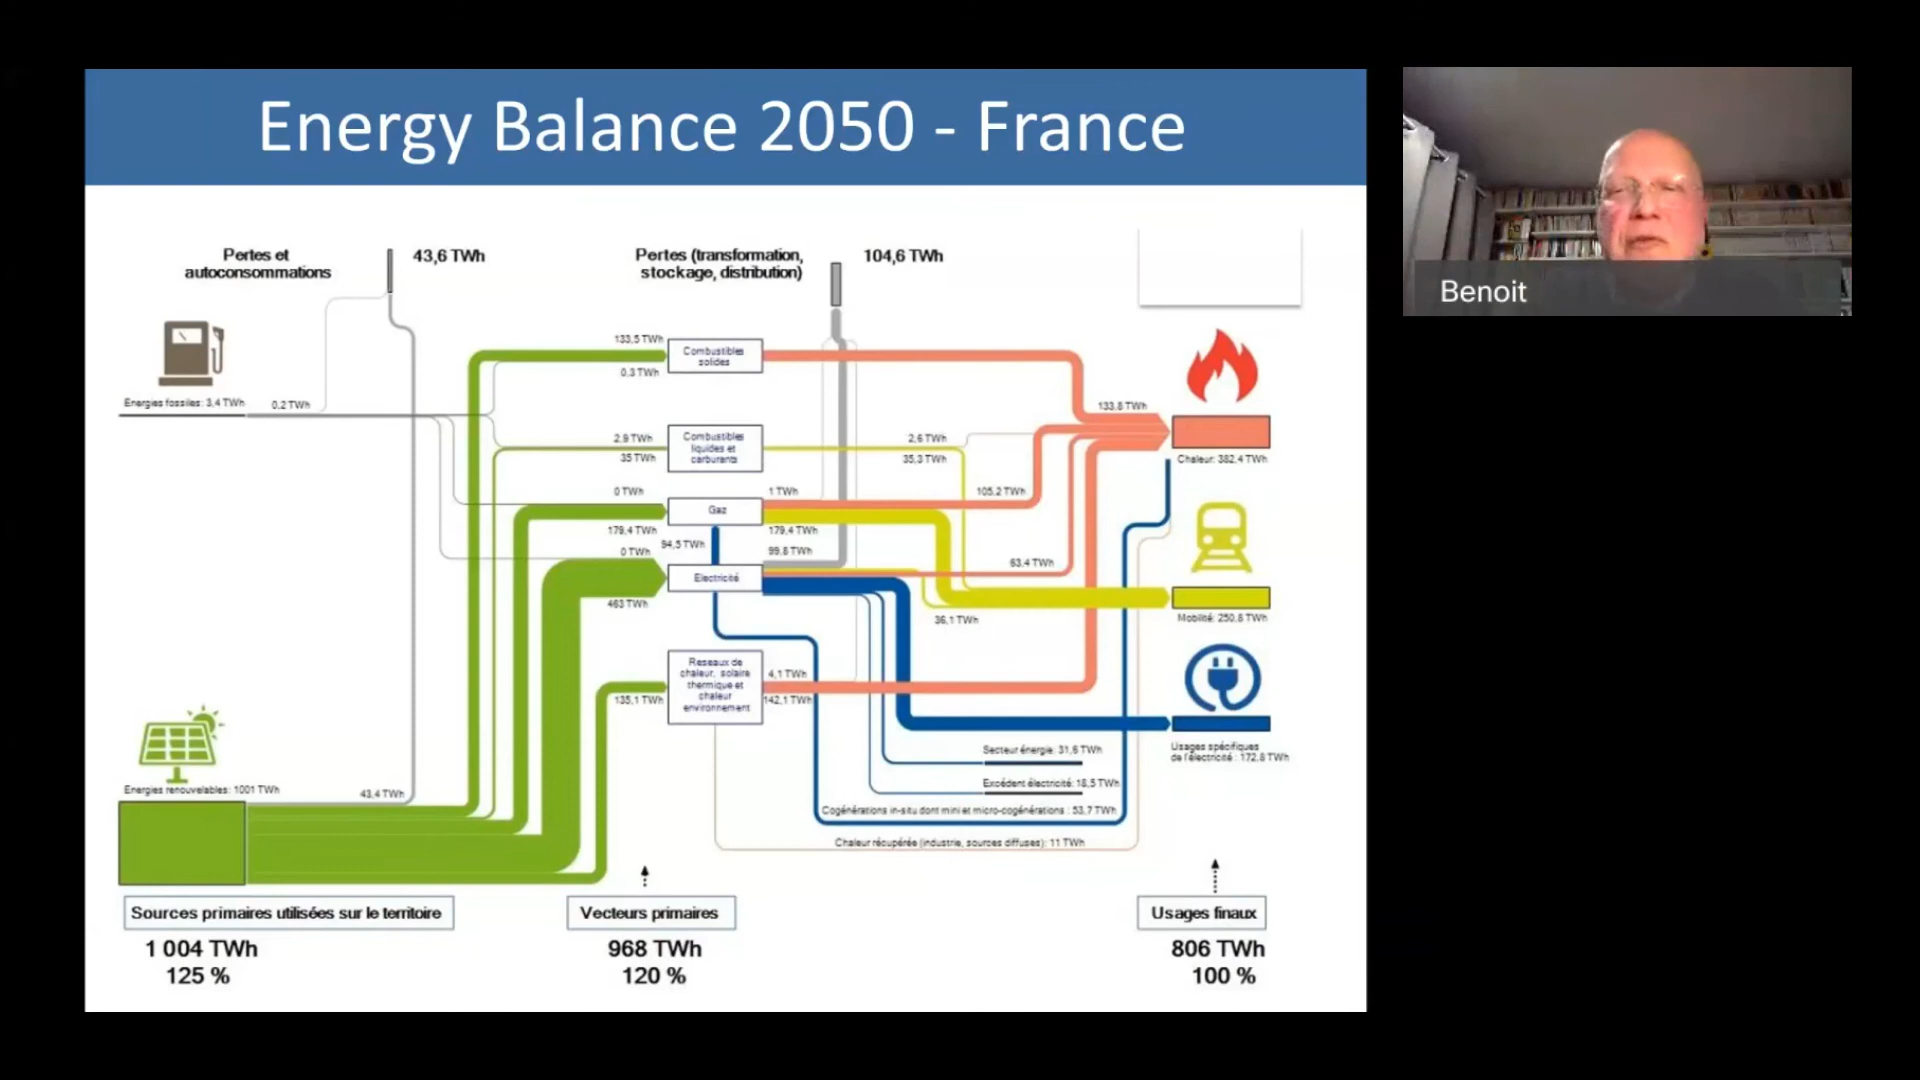 Energy Balance 2050 - France
Benoit
Pertes et
autoconsommations
43,6 TWh
Pertes (transformation,
stockage, distribution)
104,6 TWh
133,5 TWh
Combustibles
solides
0,3 TWh
Energies fossiles: 3,4 TWh
0,2 TWh
133,8 TWh
2,9 TWh
Combustibles
liquides et
carburants
2,6 TWh
35 TWh
35,3 TWh
Chaleur: 382,4 TWh
0 TWh
1 TWh
105,2 TWh
Gaz
179,4 TWh
179,4 TWh
94,5 TWh
0 TWh
99,8 TWh
63,4 TWh
Electricité
463 TWh
36,1 TWh
Mobilité: 250,8 TWh
Reseaux de
chaleur, solaire
thermique et
chaleur
environnement
4,1 TWh
135,1 TWh
142,1 TWh
Secteur énergie: 31,6 TWh
Usages spécifiques
de l'électricité: 172,8 TWh
Excédent électricité: 18,5 TWh
Energies renouvelables: 1001 TWh
43,4 TWh
Cogénérations in-situ dont mini et micro-cogénérations : 53,7 TWh
Chaleur récupérée (industrie, sources diffuses): 11 TWh
Sources primaires utilisées sur le territoire
Vecteurs primaires
Usages finaux
1 004 TWh
968 TWh
806 TWh
125 %
120 %
100 %